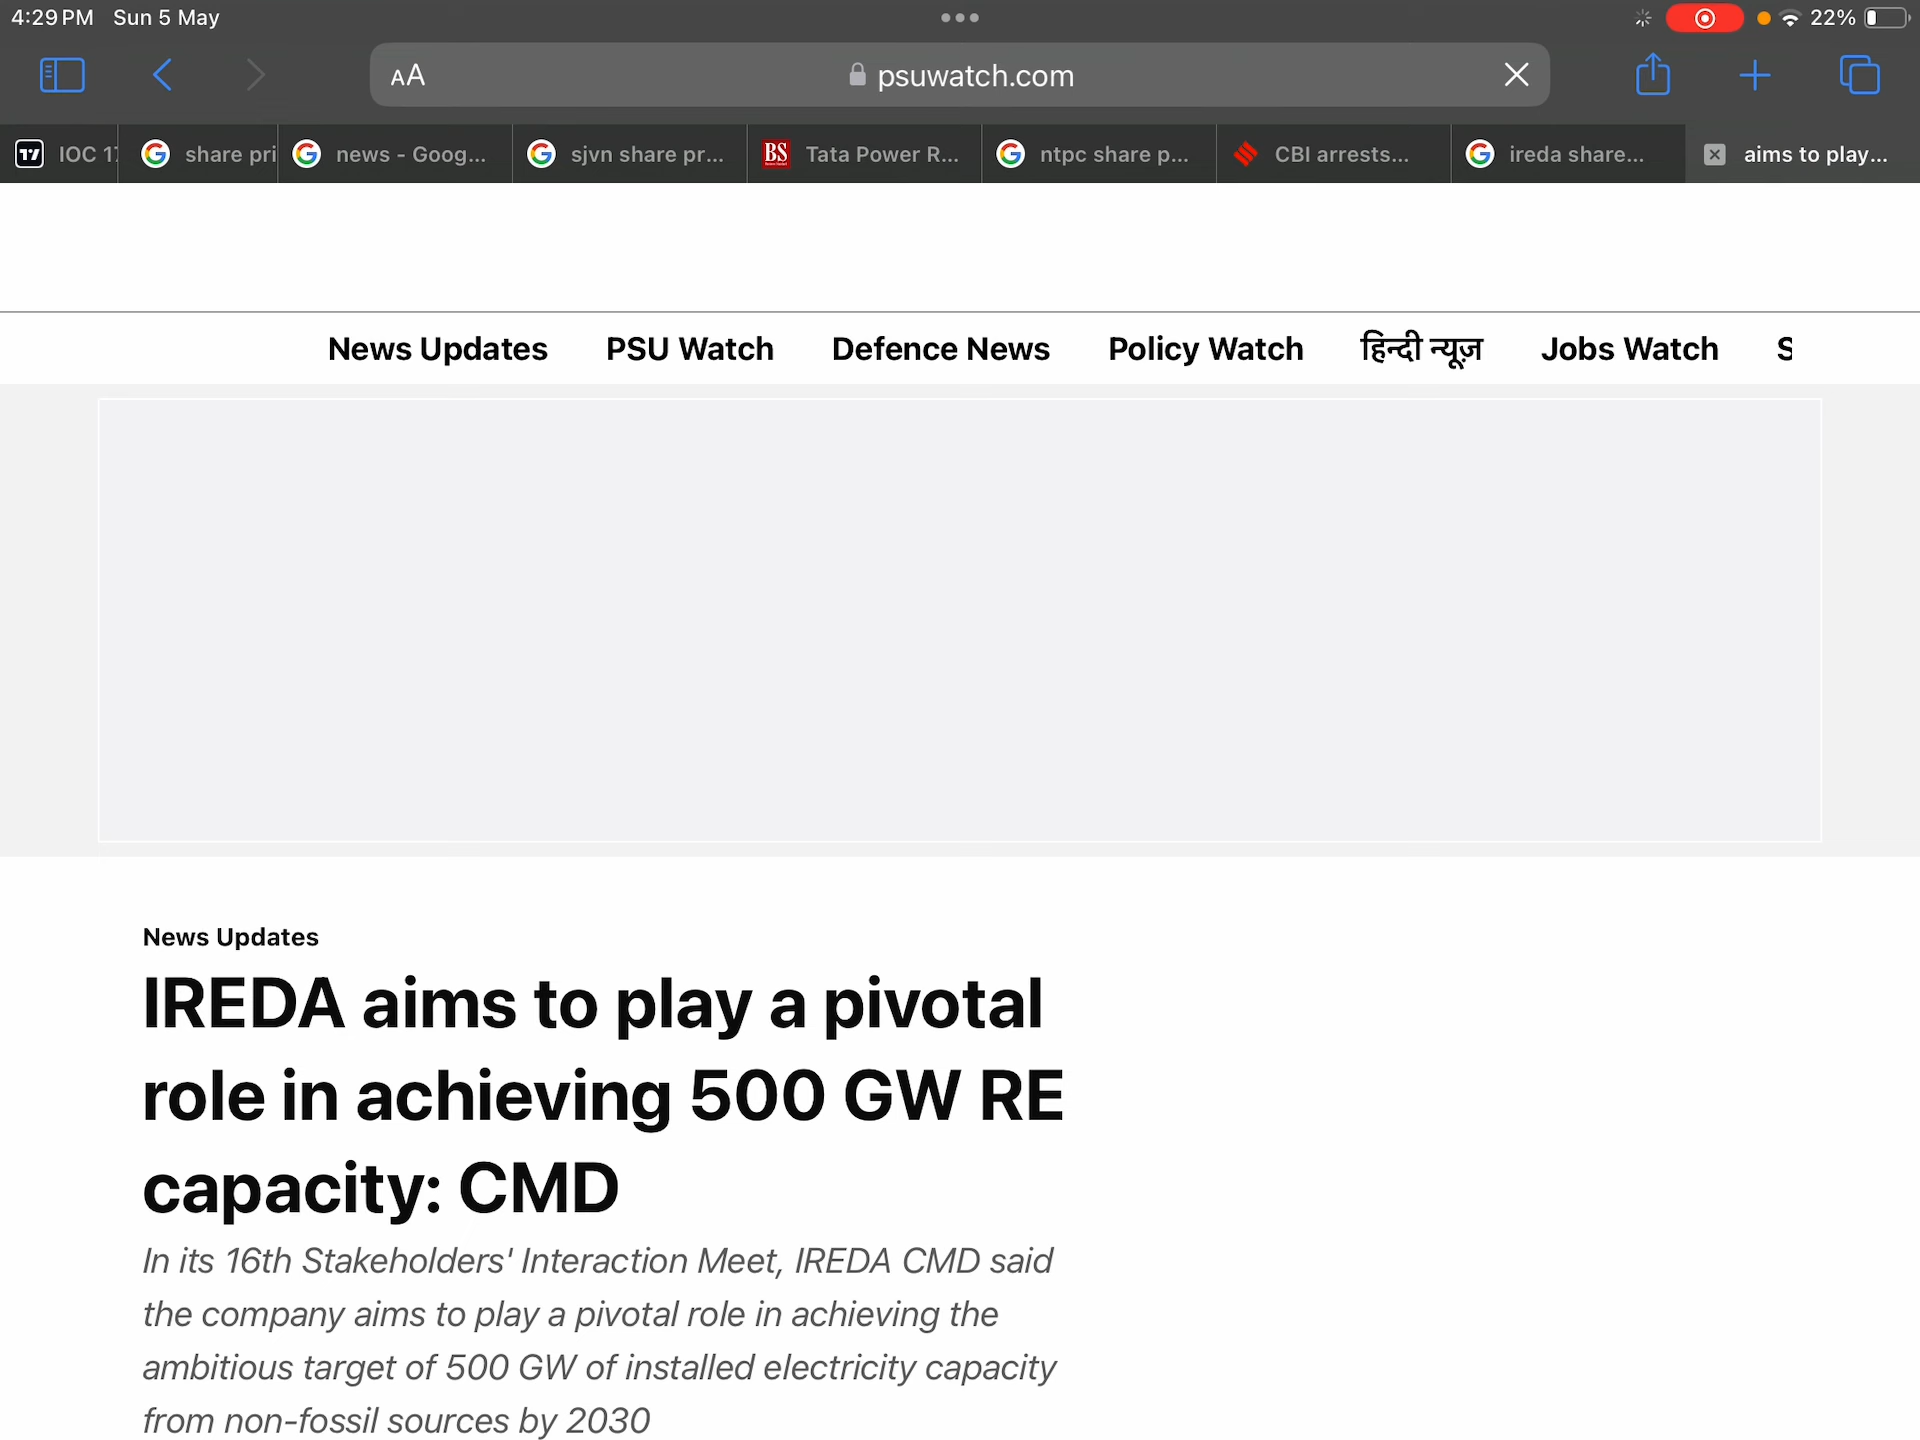 4:29 PM Sun 5 May 22%
AA psuwatch.com
IOC 17 share pri news - Goog... sjvn share pr... BS Tata Power R... ntpc share p... CBI arrests... ireda share... aims to play...
News Updates PSU Watch Defence News Policy Watch हिन्दी न्यूज़ Jobs Watch S
News Updates
IREDA aims to play a pivotal
role in achieving 500 GW RE
capacity: CMD
In its 16th Stakeholders' Interaction Meet, IREDA CMD said
the company aims to play a pivotal role in achieving the
ambitious target of 500 GW of installed electricity capacity
from non-fossil sources by 2030